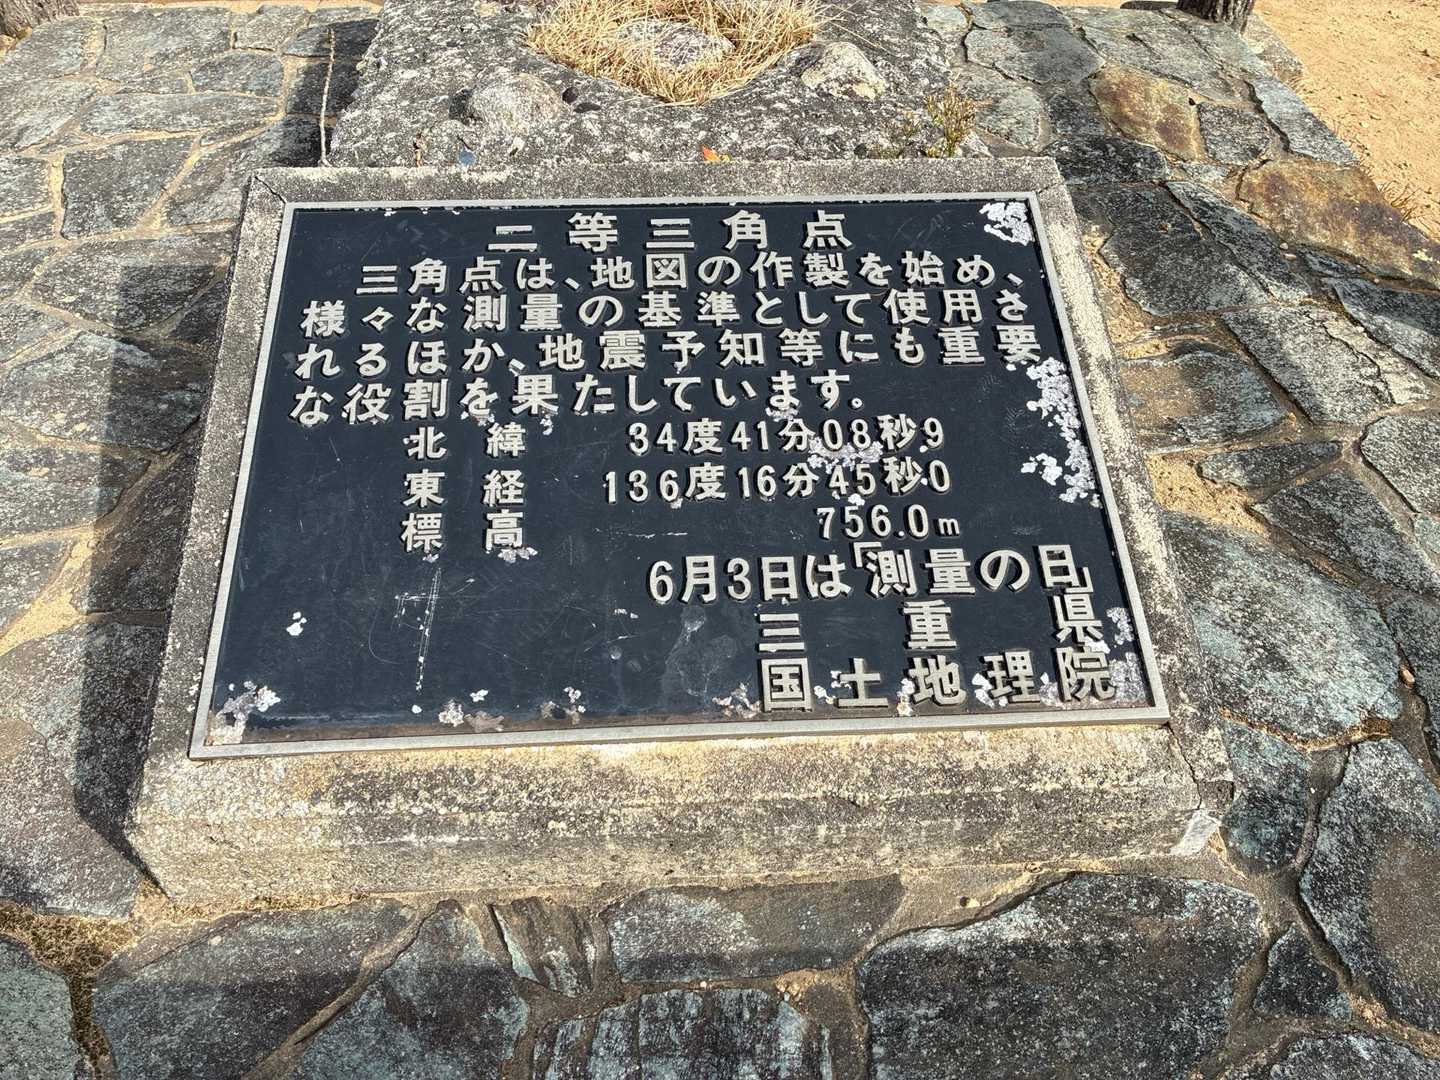 二等三角点
三角点は、地図の作製を始め、
様々な測量の基準として使用さ
れるほか、地震予知等にも重要
な役割を果たしています。
北緯 34度41分08秒9
東経 136度16分45秒0
標高 756.0m
6月3日は「測量の日」
三重県
国土地理院